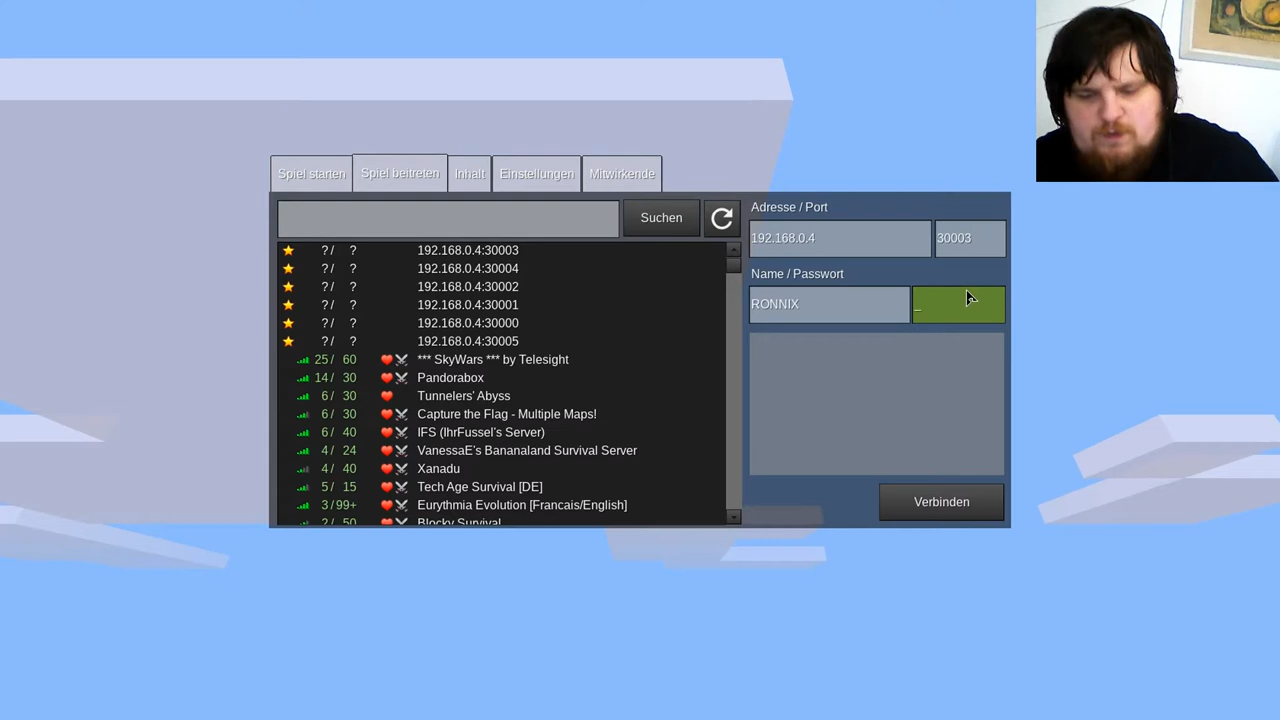 Spiel starten Spiel beitreten Inhalt Einstellungen Mitwirkende
Suchen
? / ? 192.168.0.4:30003
? / ? 192.168.0.4:30004
? / ? 192.168.0.4:30002
? / ? 192.168.0.4:30001
? / ? 192.168.0.4:30000
? / ? 192.168.0.4:30005
25 / 60 *** SkyWars *** by Telesight
14 / 30 Pandorabox
6 / 30 Tunnelers' Abyss
6 / 30 Capture the Flag - Multiple Maps!
6 / 40 IFS (IhrFussel's Server)
4 / 24 VanessaE's Bananaland Survival Server
4 / 40 Xanadu
5 / 15 Tech Age Survival [DE]
3 / 99+ Eurythmia Evolution [Francais/English]
2 / 50 Blocky Survival
Adresse / Port
192.168.0.4 30003
Name / Passwort
RONNIX _
Verbinden